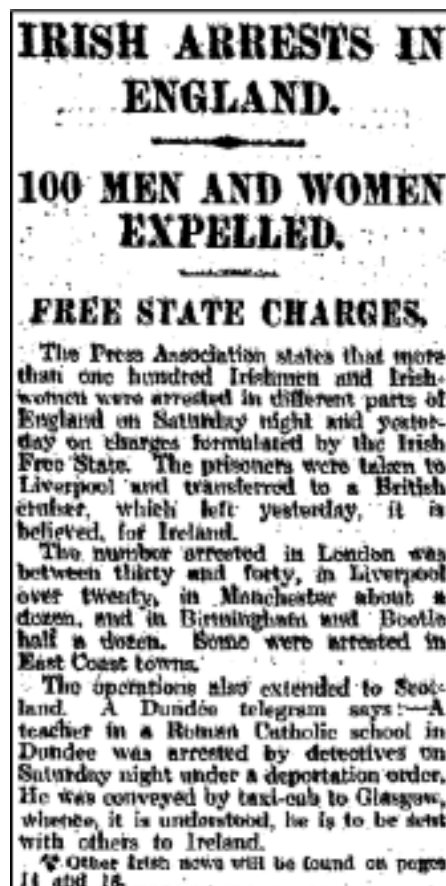 IRISH ARRESTS IN
ENGLAND.
100 MEN AND WOMEN
EXPELLED.
FREE STATE CHARGES.
The Press Association states that more
than one hundred Irishmen and Irish-
women were arrested in different parts of
England on Saturday night and yester-
day on charges formulated by the Irish
Free State. The prisoners were taken to
Liverpool and transferred to a British
cruiser, which left yesterday, it is
believed, for Ireland.
The number arrested in London was
between thirty and forty, in Liverpool
over twenty, in Manchester about a
dozen, and in Birmingham and Bootle
half a dozen. Some were arrested in
East Coast towns.
The operations also extended to Scot-
land. A Dundee telegram says:—A
teacher in a Roman Catholic school in
Dundee was arrested by detectives on
Saturday night under a deportation order.
He was conveyed by taxi-cab to Glasgow,
whence, it is understood, he is to be sent
with others to Ireland.
Other Irish news will be found on pages
14 and 16.